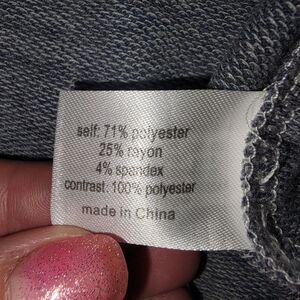 self: 71% polyester
25% rayon
4% spandex
contrast: 100% polyester
made in China